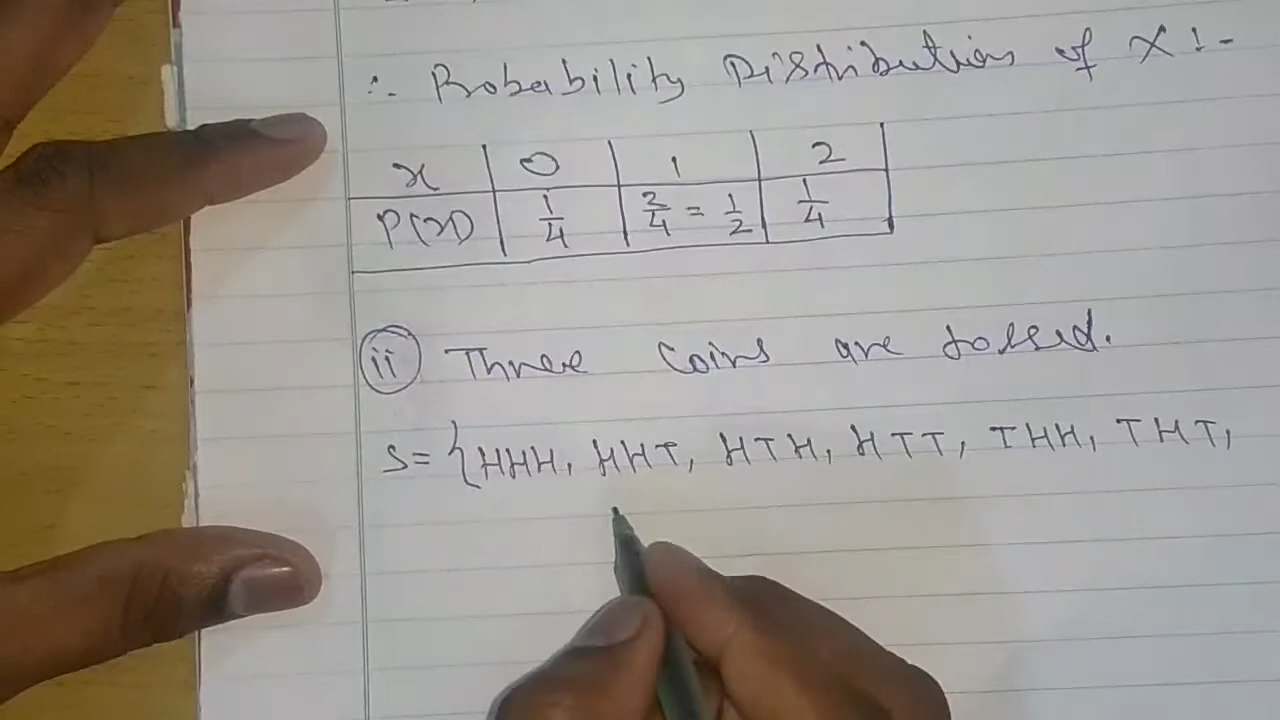 ∴ Probability Distribution of X :-
x 0 1 2
P(x) 1/4 2/4 = 1/2 1/4
(ii) Three coins are tossed.
S = {HHH, HHT, HTH, HTT, THH, THT,